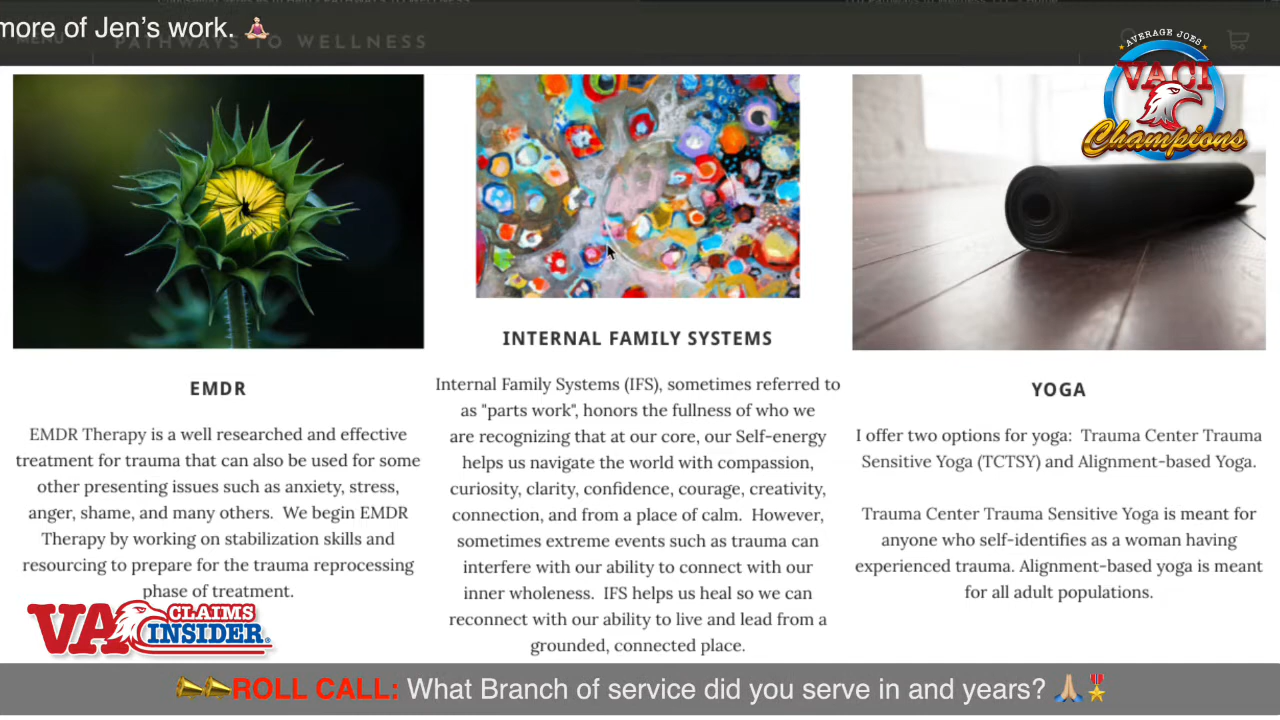 more of Jen's work. 🧘🏻‍♀️
MENU
PATHWAYS TO WELLNESS
AVERAGE JOES
VACI
Champions
EMDR
EMDR Therapy is a well researched and effective
treatment for trauma that can also be used for some
other presenting issues such as anxiety, stress,
anger, shame, and many others.  We begin EMDR
Therapy by working on stabilization skills and
resourcing to prepare for the trauma reprocessing
phase of treatment.
INTERNAL FAMILY SYSTEMS
Internal Family Systems (IFS), sometimes referred to
as "parts work", honors the fullness of who we
are recognizing that at our core, our Self-energy
helps us navigate the world with compassion,
curiosity, clarity, confidence, courage, creativity,
connection, and from a place of calm.  However,
sometimes extreme events such as trauma can
interfere with our ability to connect with our
inner wholeness.  IFS helps us heal so we can
reconnect with our ability to live and lead from a
grounded, connected place.
YOGA
I offer two options for yoga:  Trauma Center Trauma
Sensitive Yoga (TCTSY) and Alignment-based Yoga.
Trauma Center Trauma Sensitive Yoga is meant for
anyone who self-identifies as a woman having
experienced trauma. Alignment-based yoga is meant
for all adult populations.
VA CLAIMS
INSIDER®
ROLL CALL: What Branch of service did you serve in and years? 🙏🏼🎖️